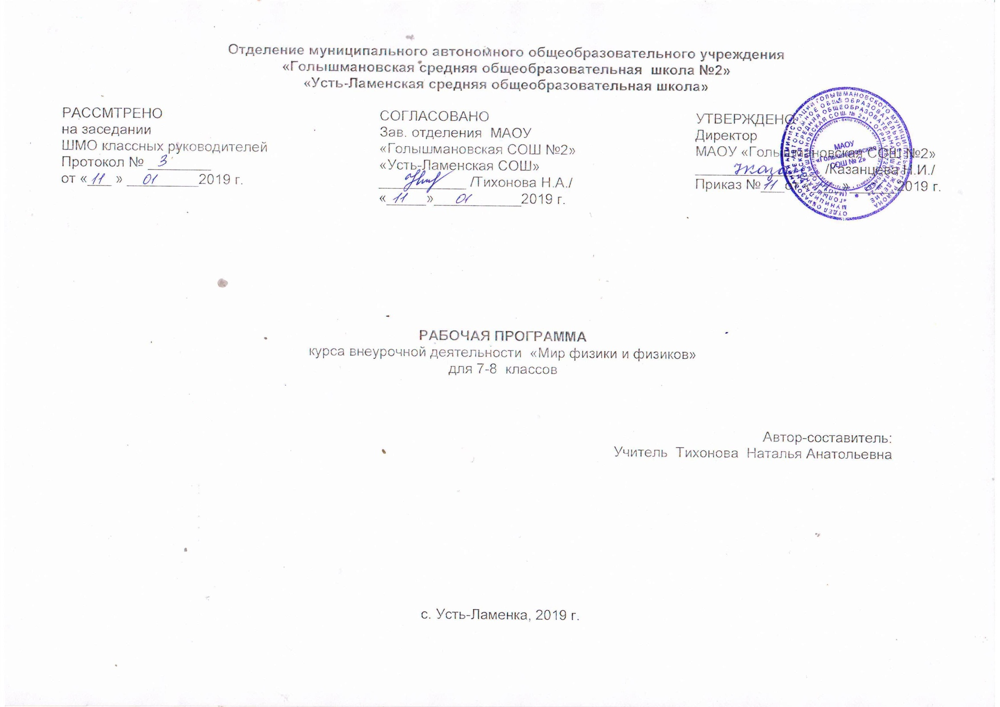 Отделение муниципального автономного общеобразовательного учреждения
«Голышмановская средняя общеобразовательная школа №2»
«Усть-Ламенская средняя общеобразовательная школа»
РАССМТРЕНО
на заседании
ШМО классных руководителей
Протокол № 3
от «11» 01 2019 г.
СОГЛАСОВАНО
Зав. отделения МАОУ
«Голышмановская СОШ №2»
«Усть-Ламенская СОШ»
/Тихонова Н.А./
«11» 01 2019 г.
УТВЕРЖДЕНО
Директор
МАОУ «Голышмановская СОШ №2»
/Казанцева Н.И./
Приказ № 11 от « 11 » 2019 г.
МАОУ
«Голышмановская
СОШ № 2»
РАБОЧАЯ ПРОГРАММА
курса внеурочной деятельности «Мир физики и физиков»
для 7-8 классов
Автор-составитель:
Учитель Тихонова Наталья Анатольевна
с. Усть-Ламенка, 2019 г.